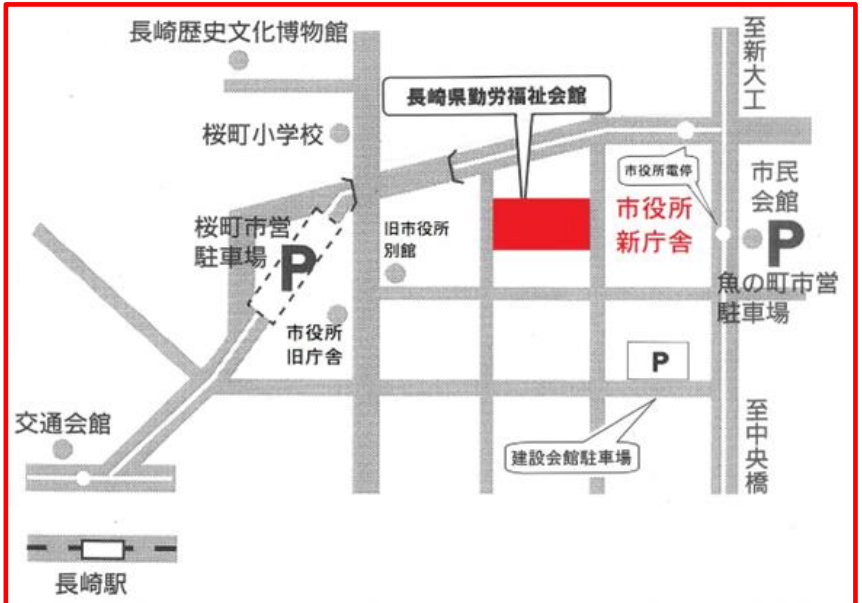 長崎歴史文化博物館
至新大工
長崎県勤労福祉会館
桜町小学校
市役所電停
市民
会館
P
市役所
新庁舎
桜町市営
駐車場
P
旧市役所
別館
魚の町市営
駐車場
市役所
旧庁舎
P
交通会館
建設会館駐車場
至中央橋
長崎駅